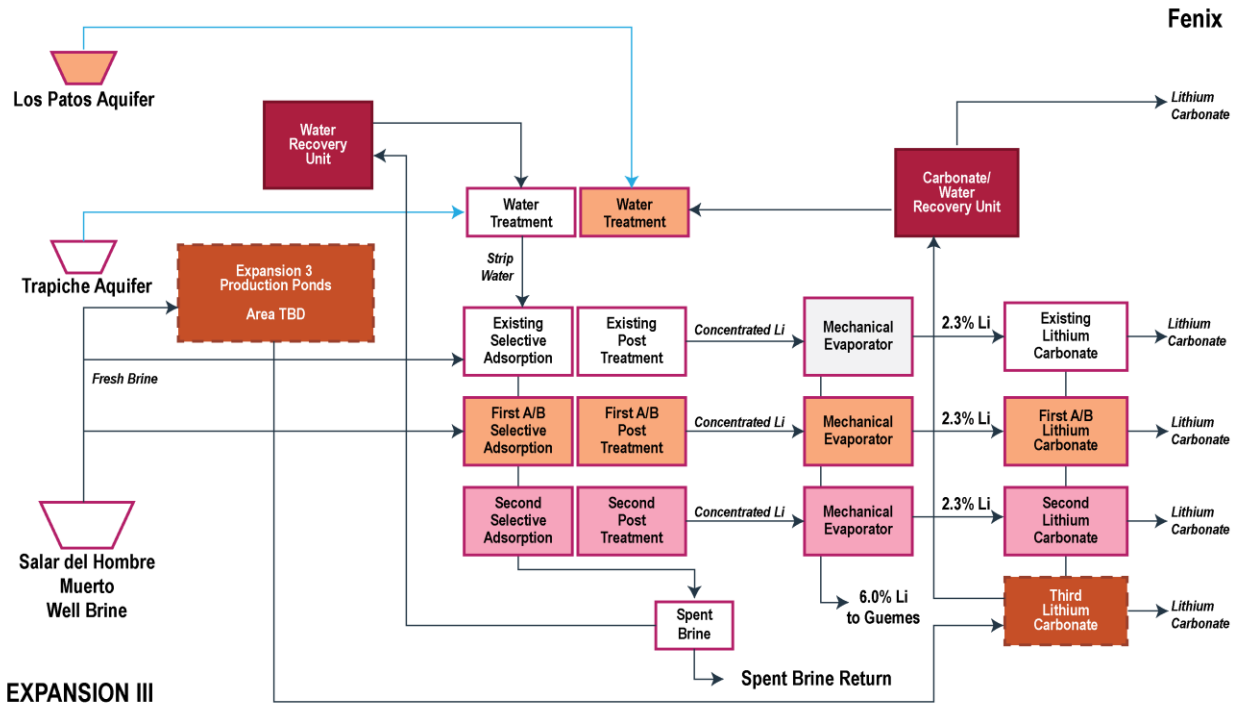 Fenix
Los Patos Aquifer
Water
Recovery
Unit
Lithium
Carbonate
Carbonate/
Water
Recovery Unit
Water
Treatment
Water
Treatment
Trapiche Aquifer
Expansion 3
Production Ponds
Area TBD
Strip
Water
Fresh Brine
Existing
Selective
Adsorption
Existing
Post
Treatment
Concentrated Li
Mechanical
Evaporator
2.3% Li
Existing
Lithium
Carbonate
Lithium
Carbonate
First A/B
Selective
Adsorption
First A/B
Post
Treatment
Concentrated Li
Mechanical
Evaporator
2.3% Li
First A/B
Lithium
Carbonate
Lithium
Carbonate
Second
Selective
Adsorption
Second
Post
Treatment
Concentrated Li
Mechanical
Evaporator
2.3% Li
Second
Lithium
Carbonate
Lithium
Carbonate
Salar del Hombre
Muerto
Well Brine
Spent
Brine
6.0% Li
to Guemes
Third
Lithium
Carbonate
Lithium
Carbonate
Spent Brine Return
EXPANSION III